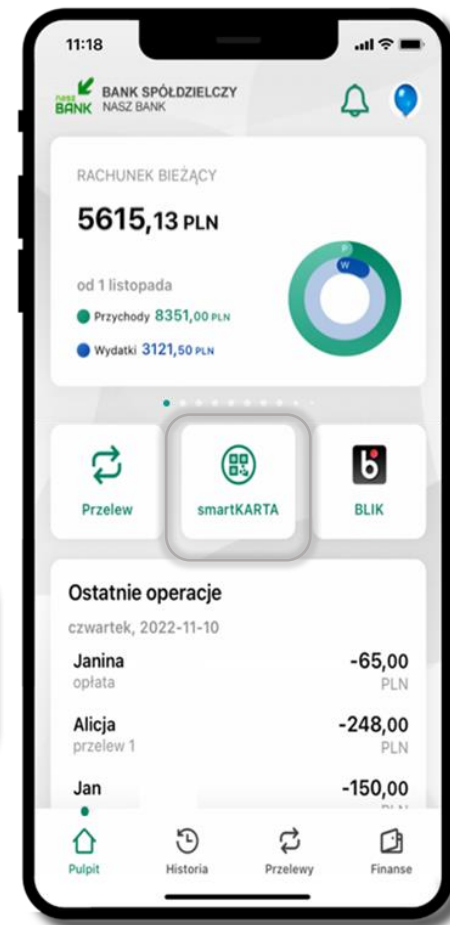 11:18
nasz
BANK
BANK SPÓŁDZIELCZY
NASZ BANK
RACHUNEK BIEŻĄCY
5615,13 PLN
od 1 listopada
Przychody 8351,00 PLN
Wydatki 3121,50 PLN
P
W
Przelew
smartKARTA
BLIK
Ostatnie operacje
czwartek, 2022-11-10
Janina -65,00
opłata PLN
Alicja -248,00
przelew 1 PLN
Jan -150,00
Pulpit Historia Przelewy Finanse